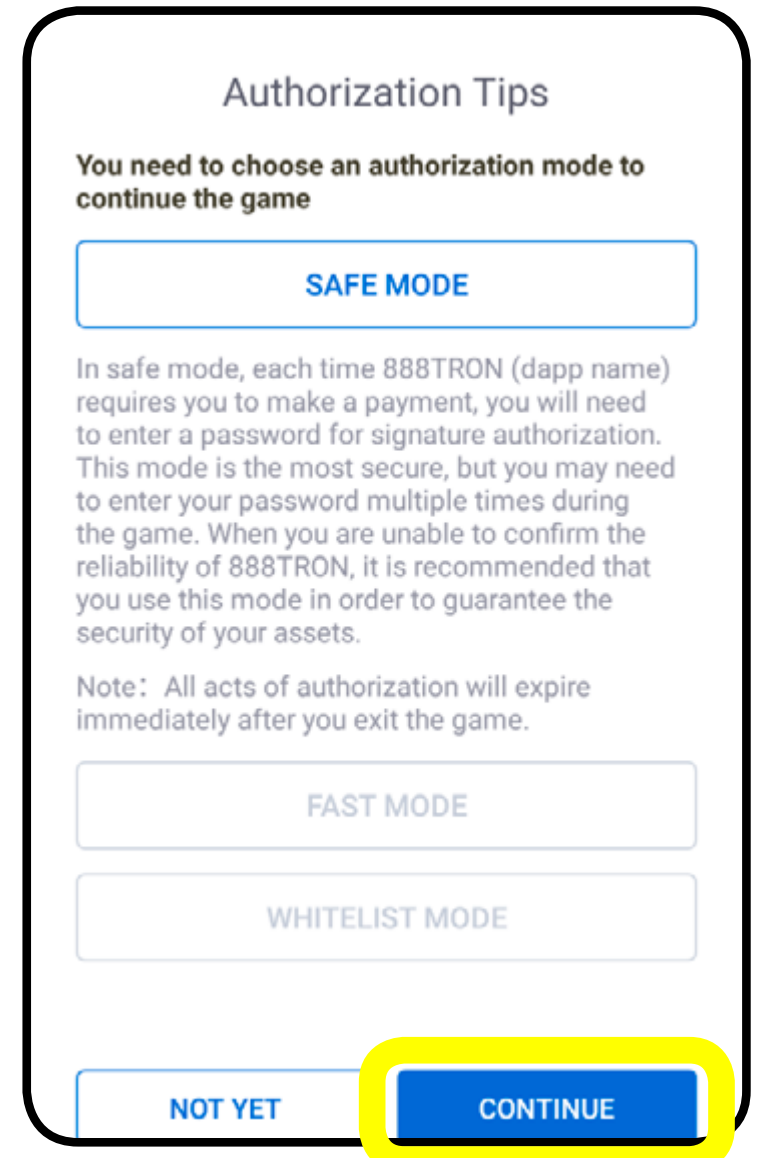 Authorization Tips
You need to choose an authorization mode to
continue the game
SAFE MODE
In safe mode, each time 888TRON (dapp name)
requires you to make a payment, you will need
to enter a password for signature authorization.
This mode is the most secure, but you may need
to enter your password multiple times during
the game. When you are unable to confirm the
reliability of 888TRON, it is recommended that
you use this mode in order to guarantee the
security of your assets.
Note： All acts of authorization will expire
immediately after you exit the game.
FAST MODE
WHITELIST MODE
NOT YET CONTINUE